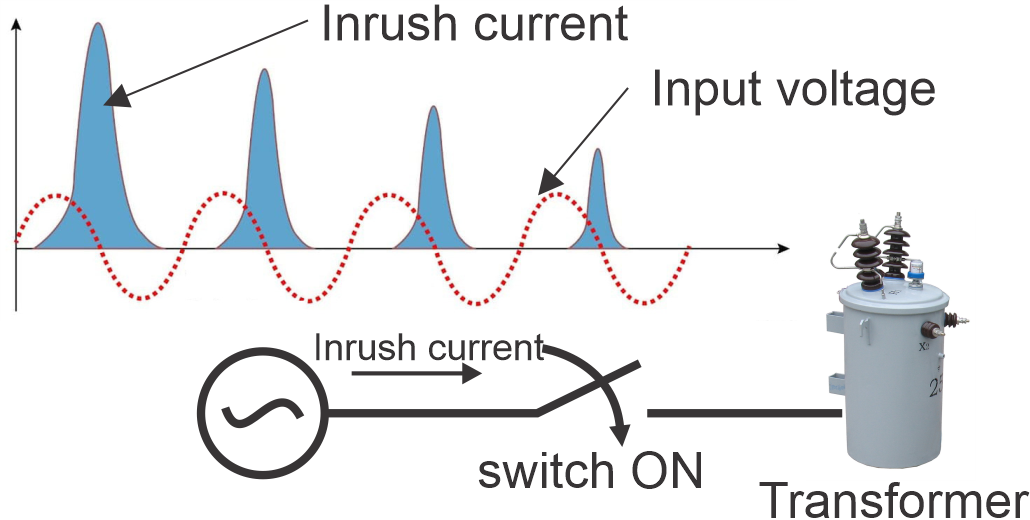 Inrush current
Input voltage
Inrush current
switch ON
Transformer